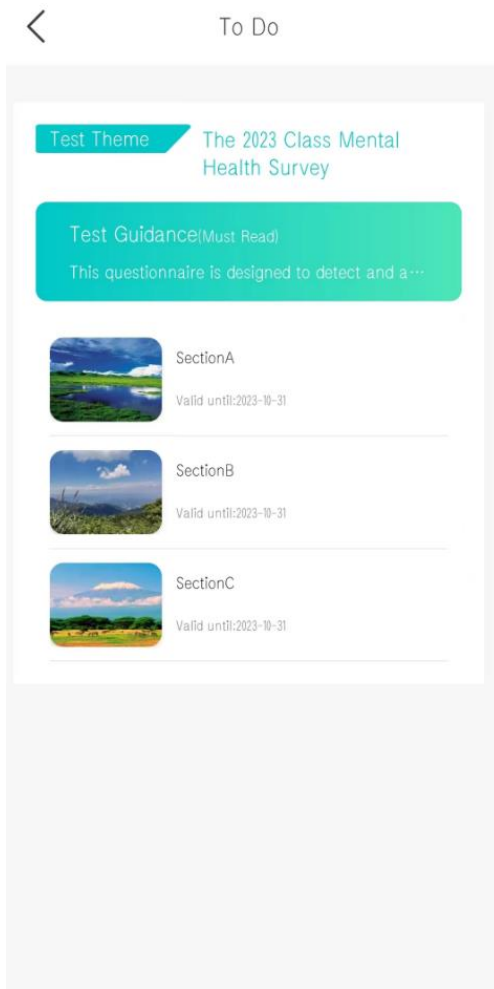 To Do
Test Theme
The 2023 Class Mental
Health Survey
Test Guidance(Must Read)
This questionnaire is designed to detect and a…
SectionA
Valid until:2023-10-31
SectionB
Valid until:2023-10-31
SectionC
Valid until:2023-10-31